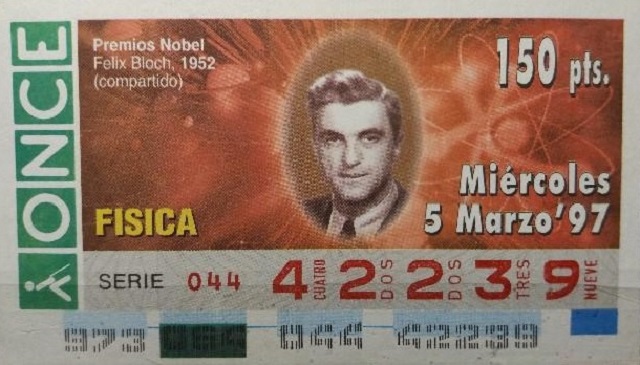 ONCE
Premios Nobel
Felix Bloch, 1952
(compartido)
150 pts.
Miércoles
5 Marzo'97
FISICA
SERIE 044 4 CUATRO 2 DOS 2 DOS 3 TRES 9 NUEVE
044 42239